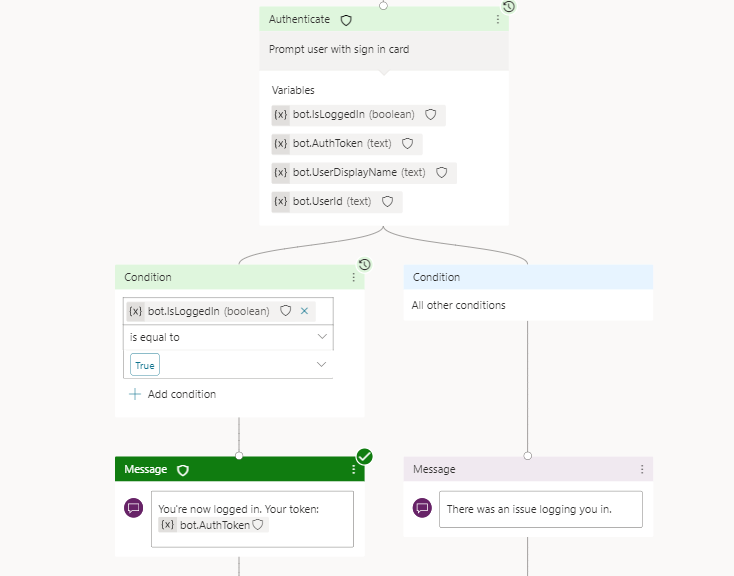 Authenticate
Prompt user with sign in card
Variables
{x} bot.IsLoggedIn (boolean)
{x} bot.AuthToken (text)
{x} bot.UserDisplayName (text)
{x} bot.UserId (text)
Condition
{x} bot.IsLoggedIn (boolean)
is equal to
True
Add condition
Condition
All other conditions
Message
You're now logged in. Your token:
{x} bot.AuthToken
Message
There was an issue logging you in.